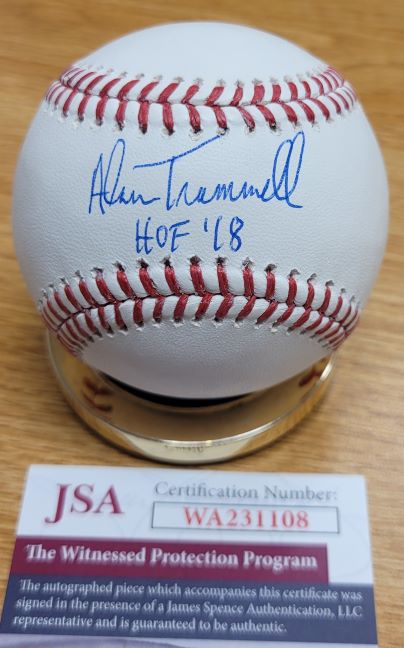 Alan Trammell
HOF '18
JSA
Certification Number:
WA231108
The Witnessed Protection Program
The autographed piece which accompanies this certificate was
signed in the presence of a James Spence Authentication, LLC
representative and is guaranteed to be authentic.